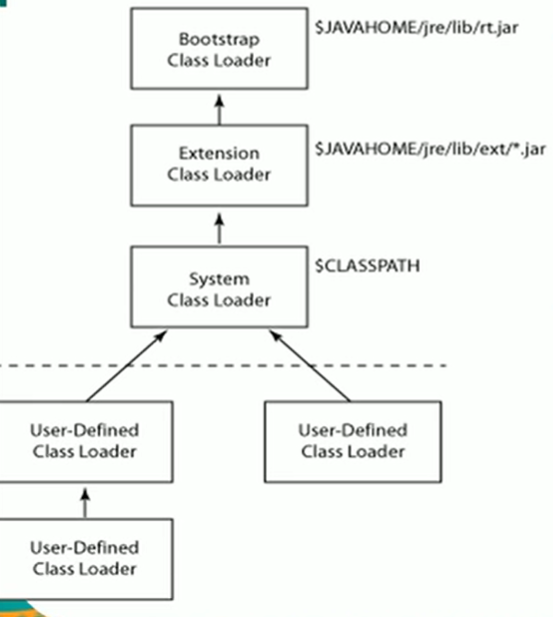 Bootstrap
Class Loader
$JAVAHOME/jre/lib/rt.jar
Extension
Class Loader
$JAVAHOME/jre/lib/ext/*.jar
System
Class Loader
$CLASSPATH
User-Defined
Class Loader
User-Defined
Class Loader
User-Defined
Class Loader